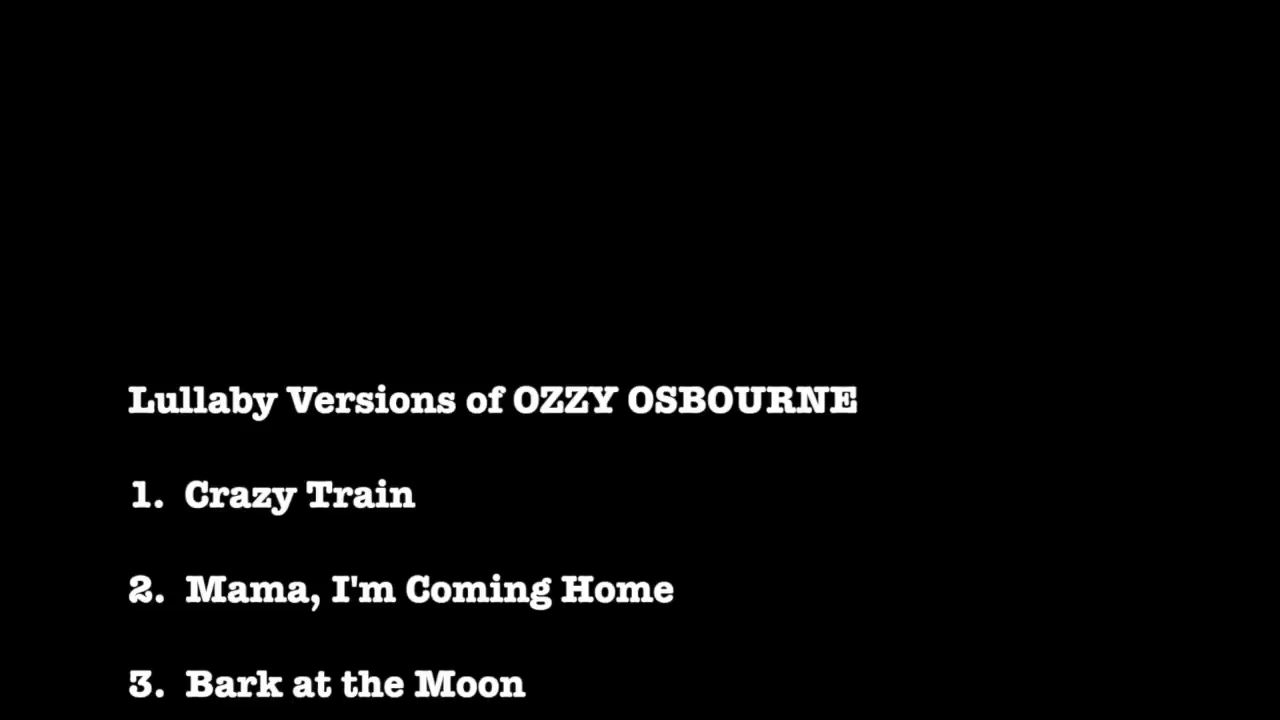 Lullaby Versions of OZZY OSBOURNE
1. Crazy Train
2. Mama, I'm Coming Home
3. Bark at the Moon